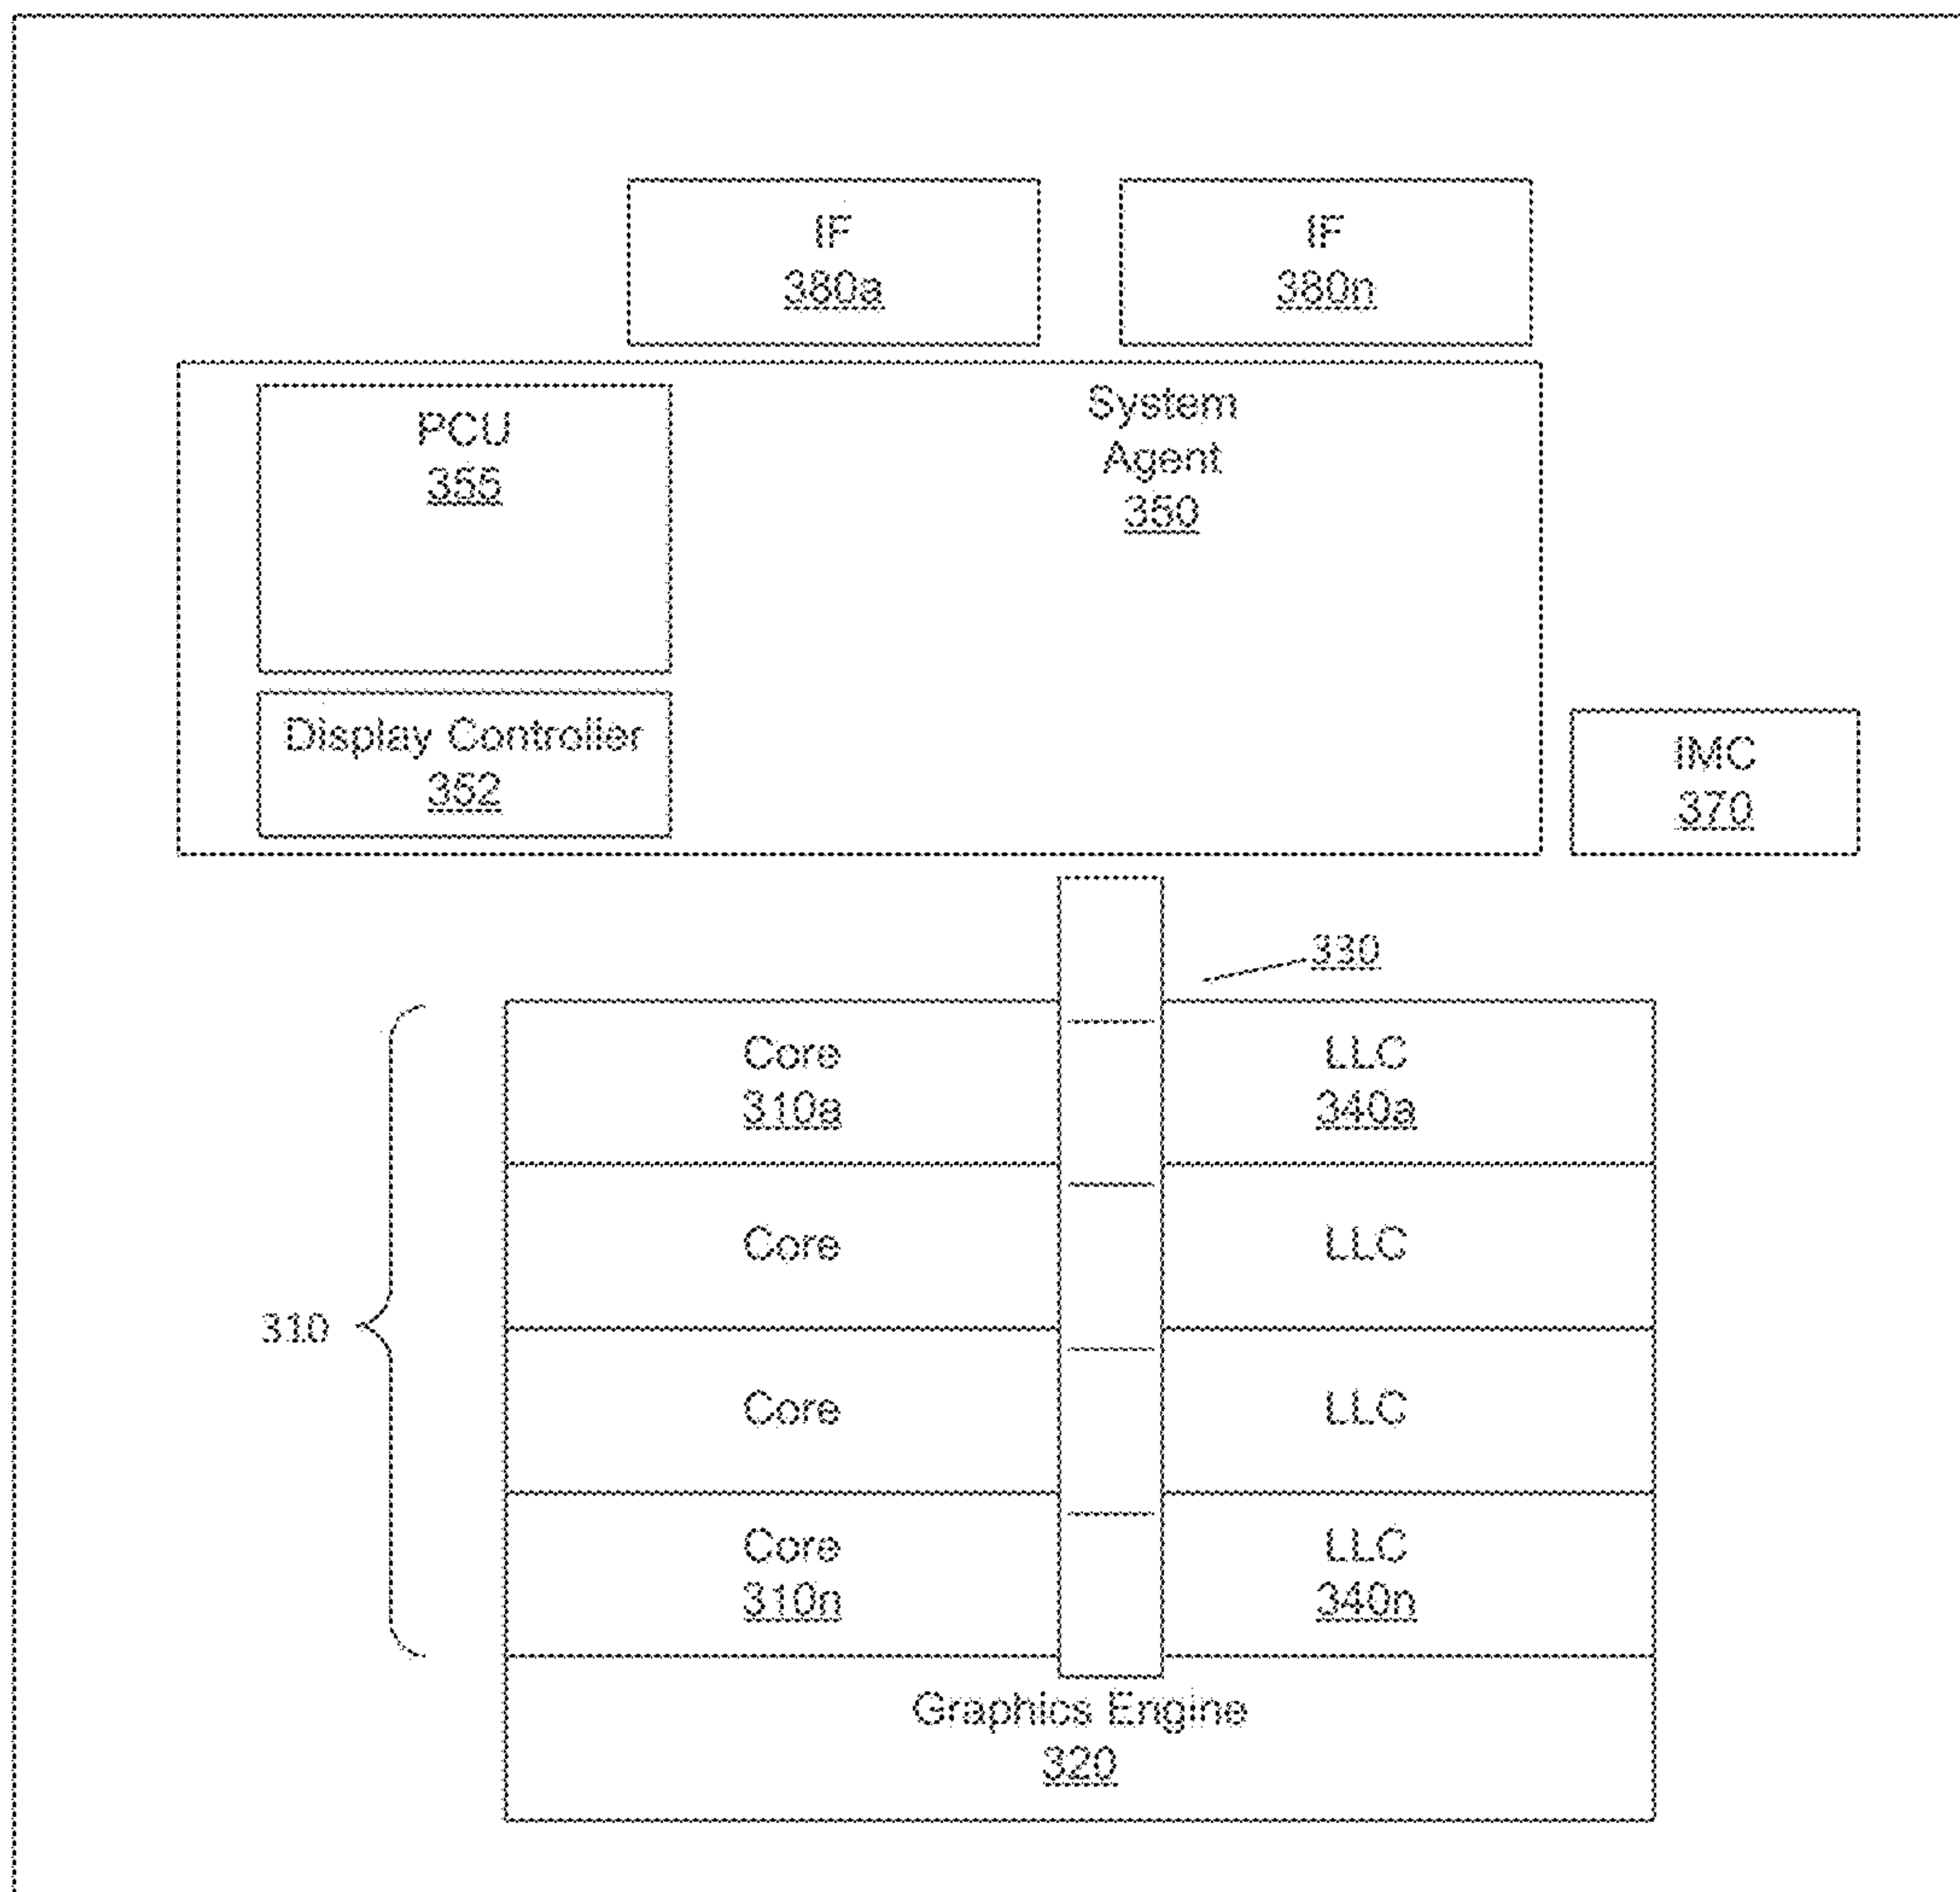 IF
380a
IF
380n
PCU
355
System
Agent
350
Display Controller
352
IMC
370
330
Core
310a
LLC
340a
Core
LLC
310
Core
LLC
Core
310n
LLC
340n
Graphics Engine
320